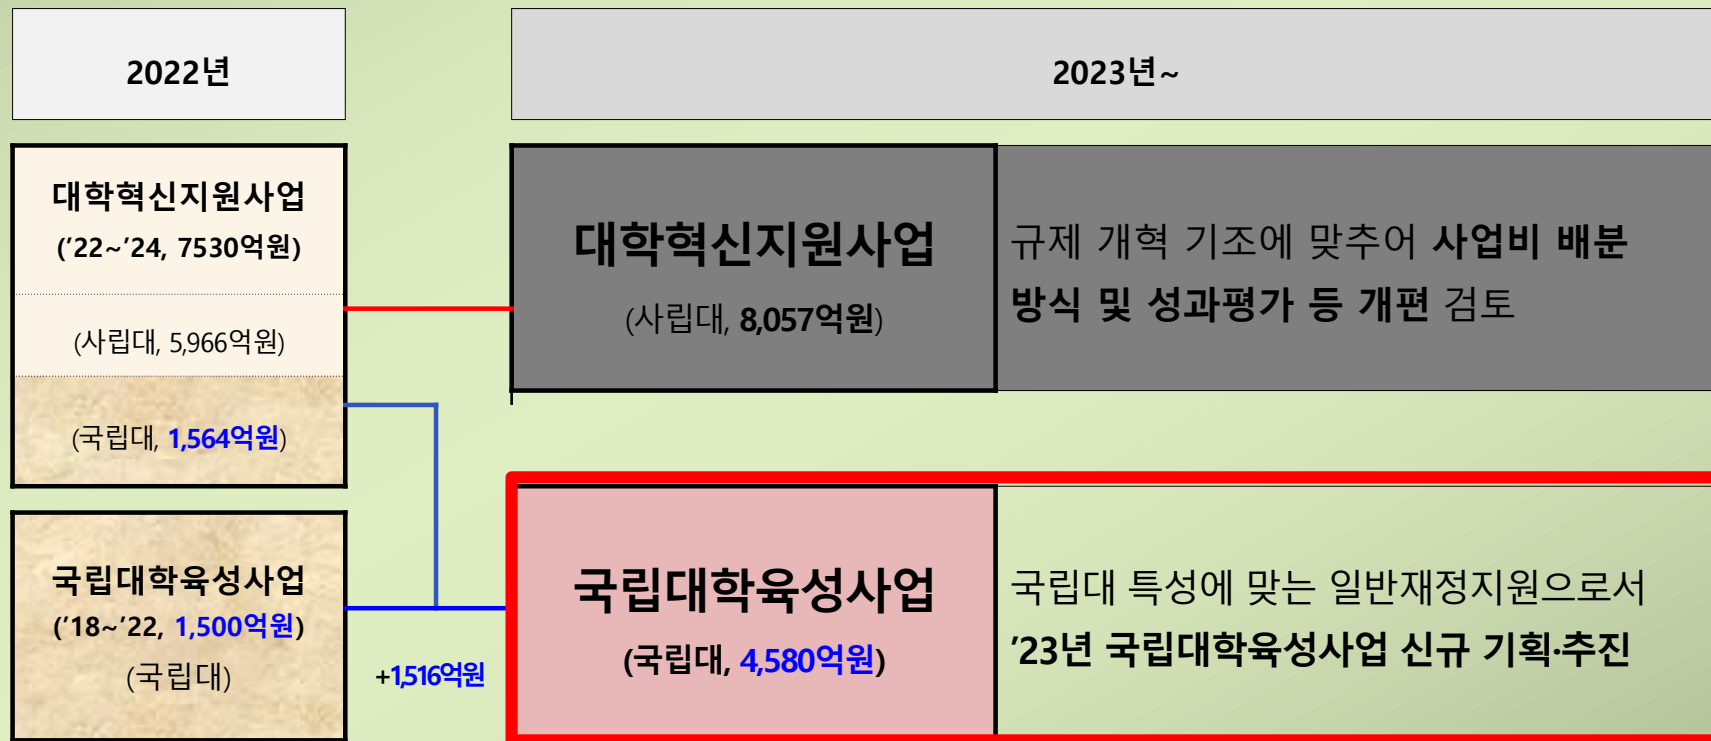 2022년
2023년~
대학혁신지원사업
(’22~’24, 7530억원)
(사립대, 5,966억원)
(국립대, 1,564억원)
대학혁신지원사업
(사립대, 8,057억원)
규제 개혁 기조에 맞추어 사업비 배분
방식 및 성과평가 등 개편 검토
국립대학육성사업
(’18~’22, 1,500억원)
(국립대)
+1,516억원
국립대학육성사업
(국립대, 4,580억원)
국립대 특성에 맞는 일반재정지원으로서
’23년 국립대학육성사업 신규 기획·추진